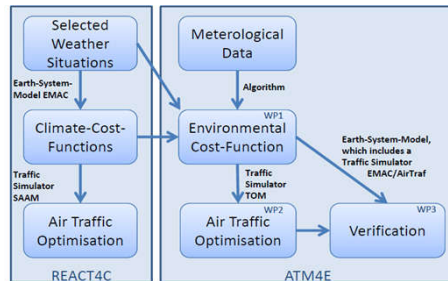 Selected
Weather
Situations
Earth-System-
Model EMAC
Climate-Cost-
Functions
Traffic
Simulator
SAAM
Air Traffic
Optimisation
REACT4C
Meterological
Data
Algorithm
WP1
Environmental
Cost-Function
Earth-System-Model,
which includes a
Traffic Simulator
EMAC/AirTraf
Traffic
Simulator
TOM
WP2
Air Traffic
Optimisation
WP3
Verification
ATM4E